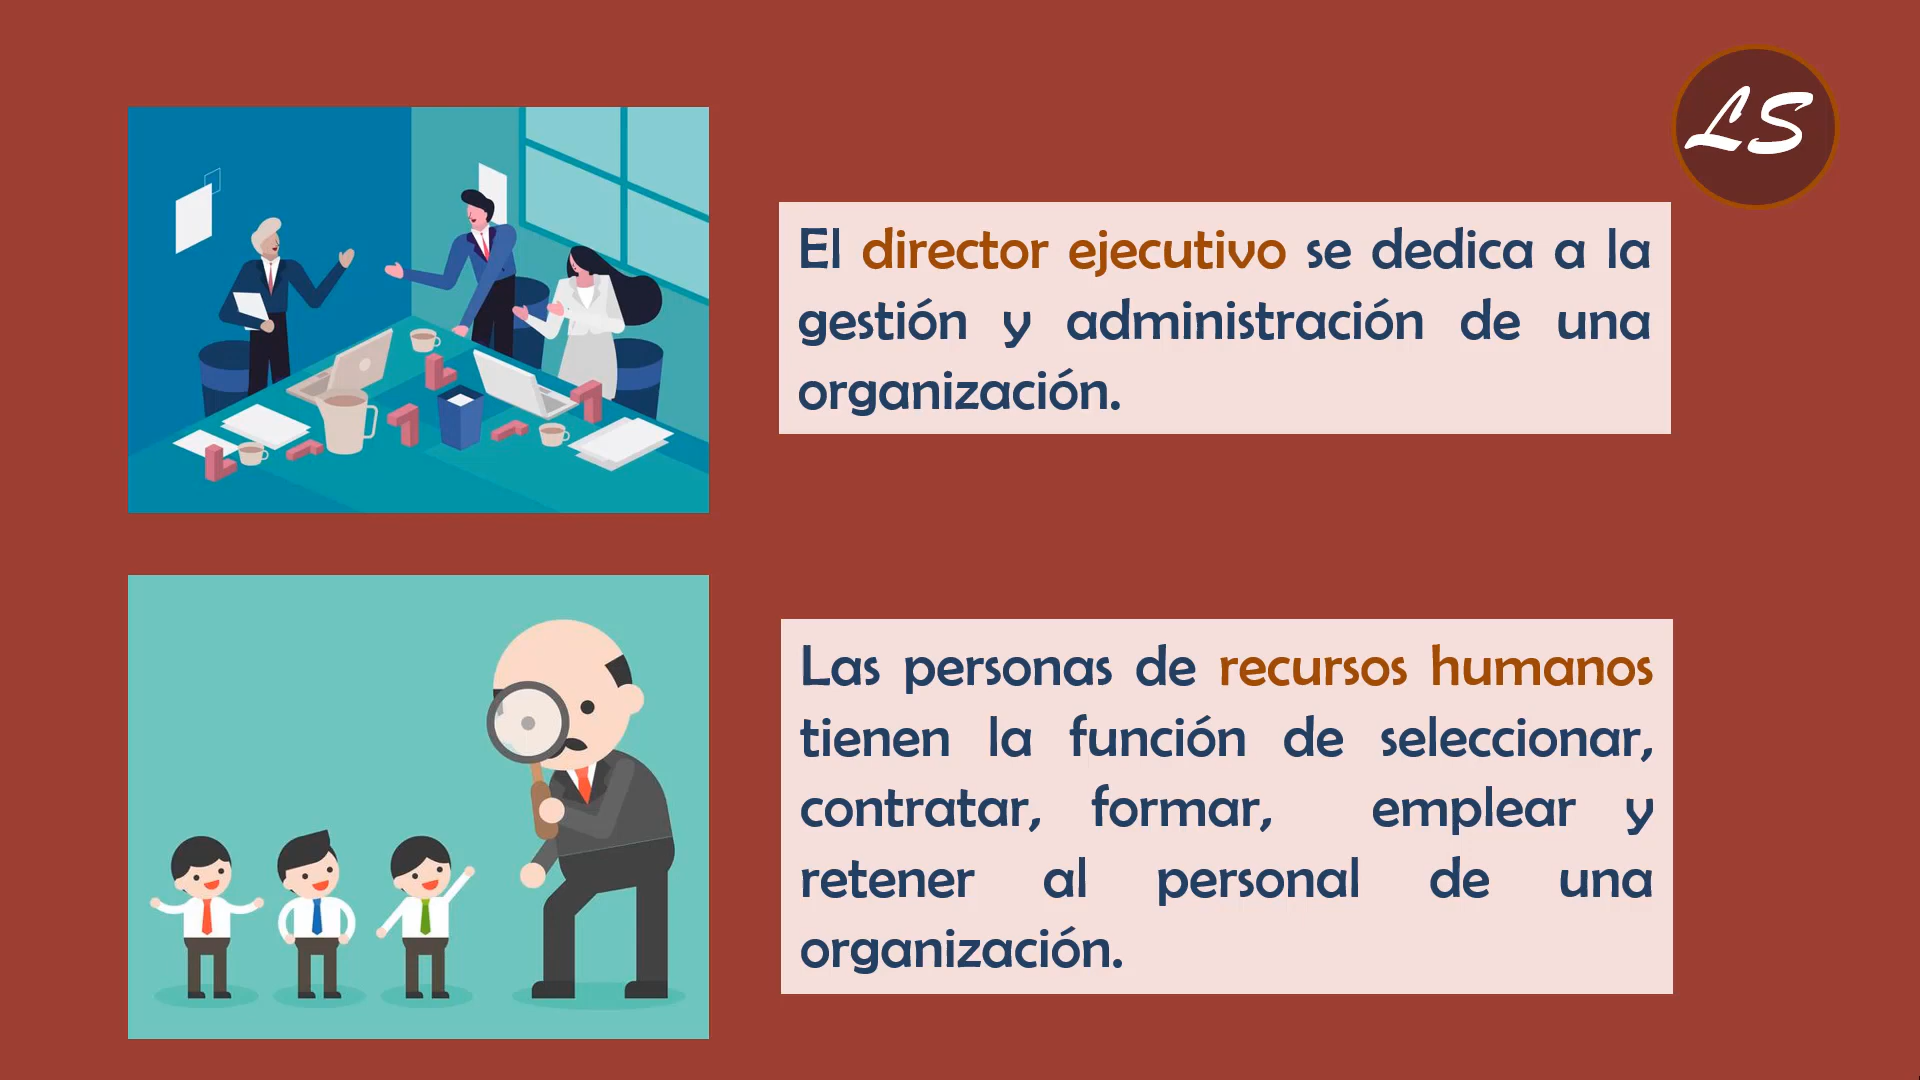 LS
El director ejecutivo se dedica a la
gestión y administración de una
organización.
Las personas de recursos humanos
tienen la función de seleccionar,
contratar, formar, emplear y
retener al personal de una
organización.